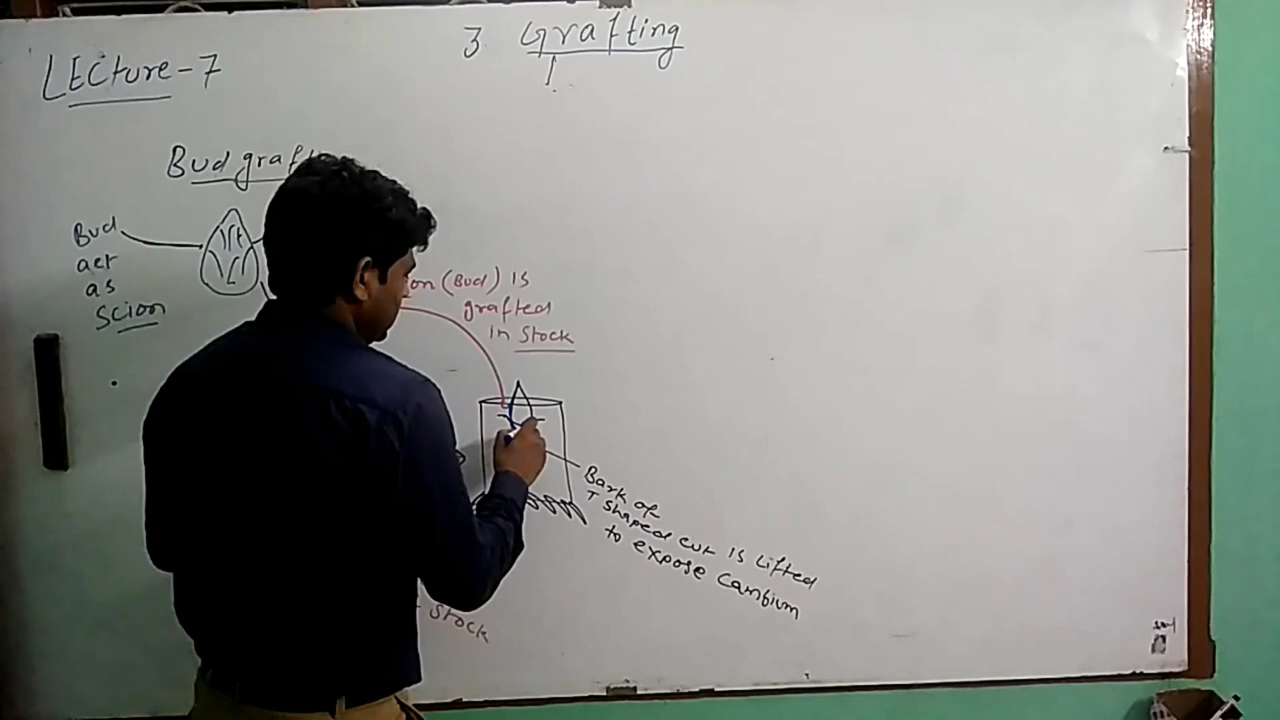 3 Grafting
LECture-7
Bud
Bud
act
as
Scion
(Bud) IS
grafted
in Stock
Bark of
T shaped cut is Lifted
to expose Cambium
Stock